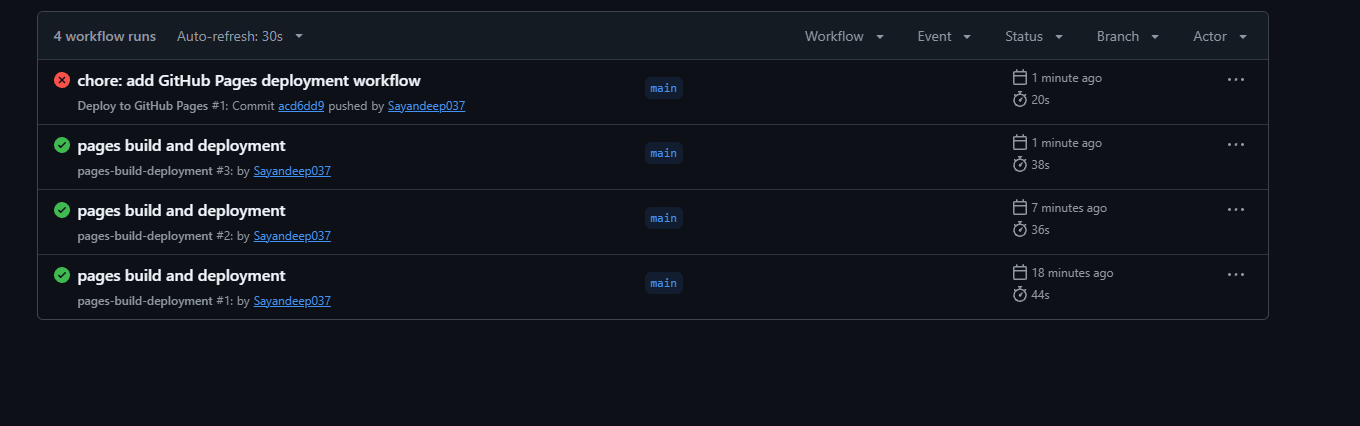 4 workflow runs Auto-refresh: 30s Workflow Event Status Branch Actor
chore: add GitHub Pages deployment workflow main 1 minute ago
Deploy to GitHub Pages #1: Commit acd6dd9 pushed by Sayandeep037 20s
pages build and deployment main 1 minute ago
pages-build-deployment #3: by Sayandeep037 38s
pages build and deployment main 7 minutes ago
pages-build-deployment #2: by Sayandeep037 36s
pages build and deployment main 18 minutes ago
pages-build-deployment #1: by Sayandeep037 44s